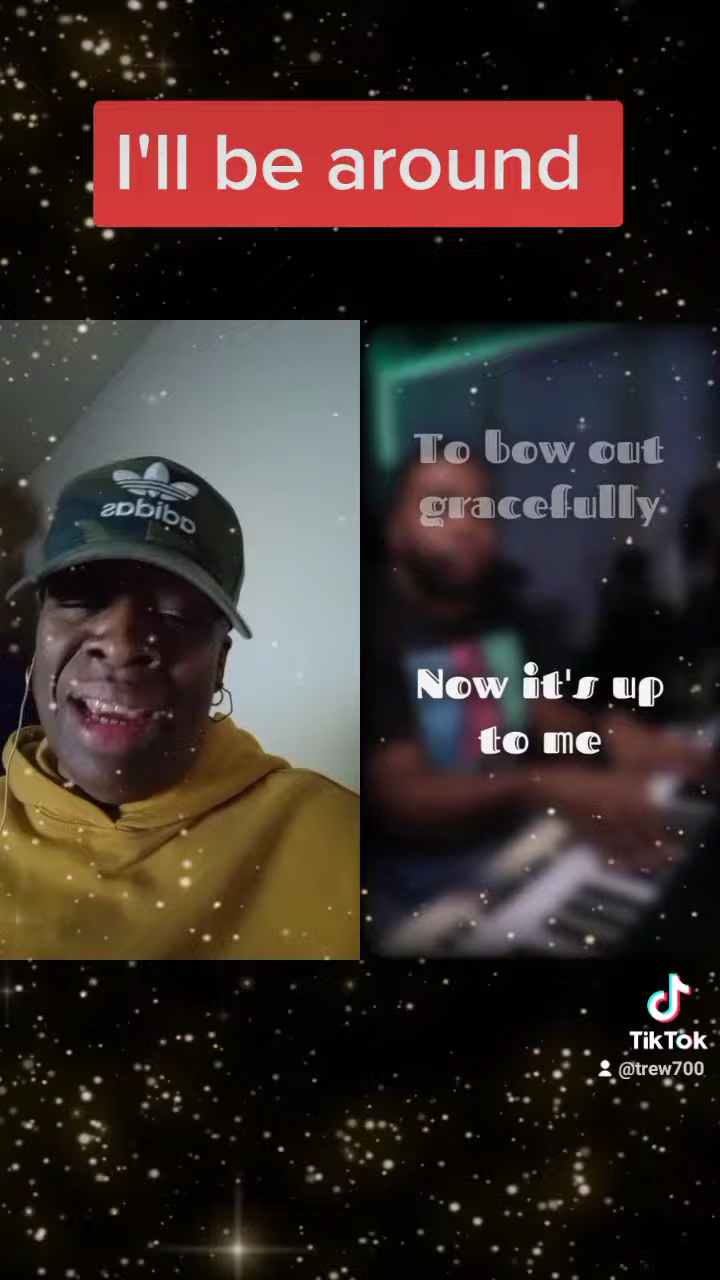 I'll be around
adidas
To bow out
gracefully
Now it's up
to me
TikTok
@trew700